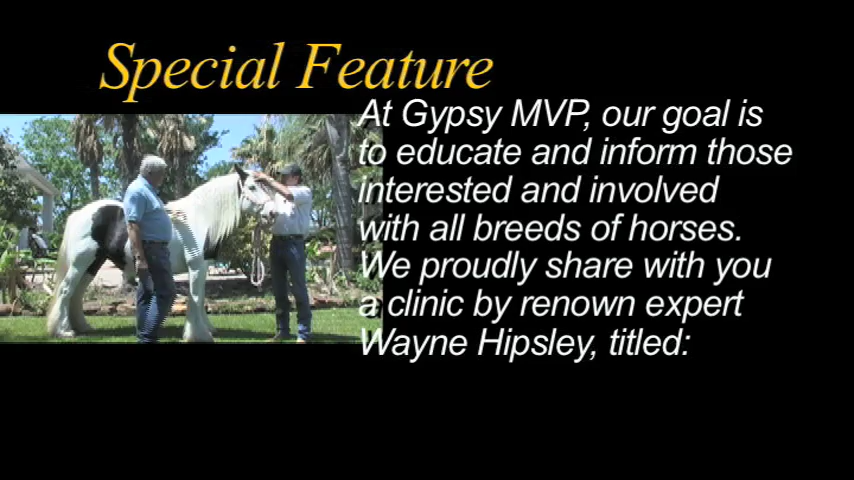 Special Feature
At Gypsy MVP, our goal is
to educate and inform those
interested and involved
with all breeds of horses.
We proudly share with you
a clinic by renown expert
Wayne Hipsley, titled: